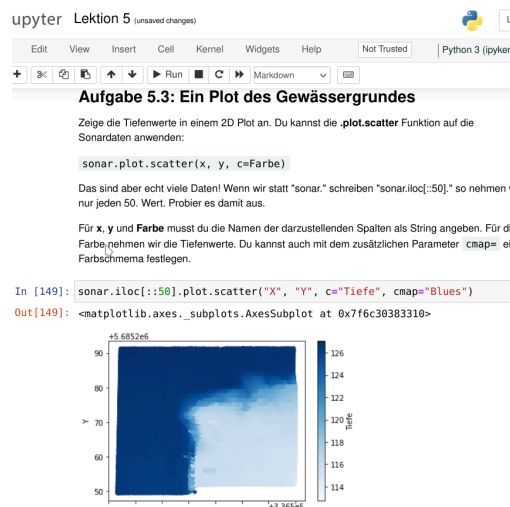 upyter Lektion 5 (unsaved changes)
Edit View Insert Cell Kernel Widgets Help Not Trusted Python 3 (ipyker
Run Markdown
Aufgabe 5.3: Ein Plot des Gewässergrundes
Zeige die Tiefenwerte in einem 2D Plot an. Du kannst die .plot.scatter Funktion auf die
Sonardaten anwenden:
sonar.plot.scatter(x, y, c=Farbe)
Das sind aber echt viele Daten! Wenn wir statt "sonar." schreiben "sonar.iloc[::50]." so nehmen
nur jeden 50. Wert. Probier es damit aus.
Für x, y und Farbe musst du die Namen der darzustellenden Spalten als String angeben. Für di
Farbe nehmen wir die Tiefenwerte. Du kannst auch mit dem zusätzlichen Parameter cmap= ei
Farbschmema festlegen.
In [149]: sonar.iloc[::50].plot.scatter("X", "Y", c="Tiefe", cmap="Blues")
Out[149]: <matplotlib.axes._subplots.AxesSubplot at 0x7f6c30383310>
+5.6852e6
90
80
70
60
50
Y
126
124
122
120
118
116
114
Tiefe
+3.365e5